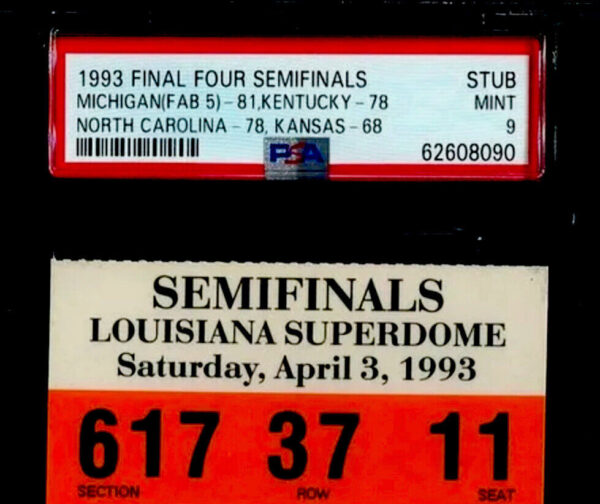 1993 FINAL FOUR SEMIFINALS STUB
MICHIGAN(FAB 5)-81,KENTUCKY-78 MINT
NORTH CAROLINA-78, KANSAS-68 9
PSA 62608090
SEMIFINALS
LOUISIANA SUPERDOME
Saturday, April 3, 1993
617 37 11
SECTION ROW SEAT